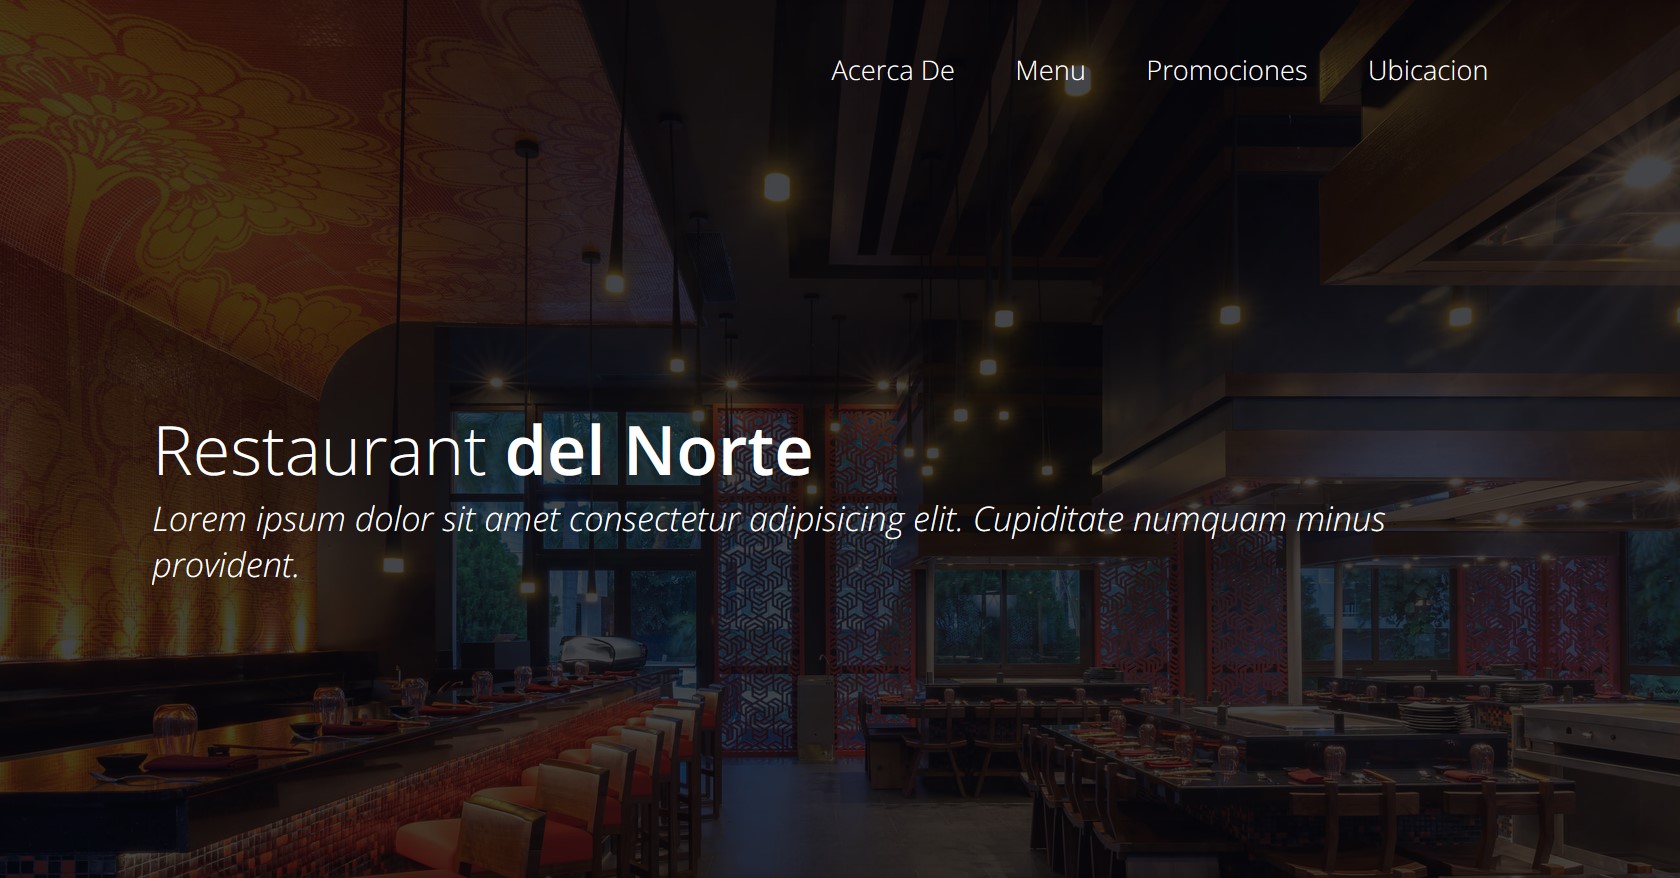 Acerca De Menu Promociones Ubicacion
Restaurant del Norte
Lorem ipsum dolor sit amet consectetur adipisicing elit. Cupiditate numquam minus
provident.